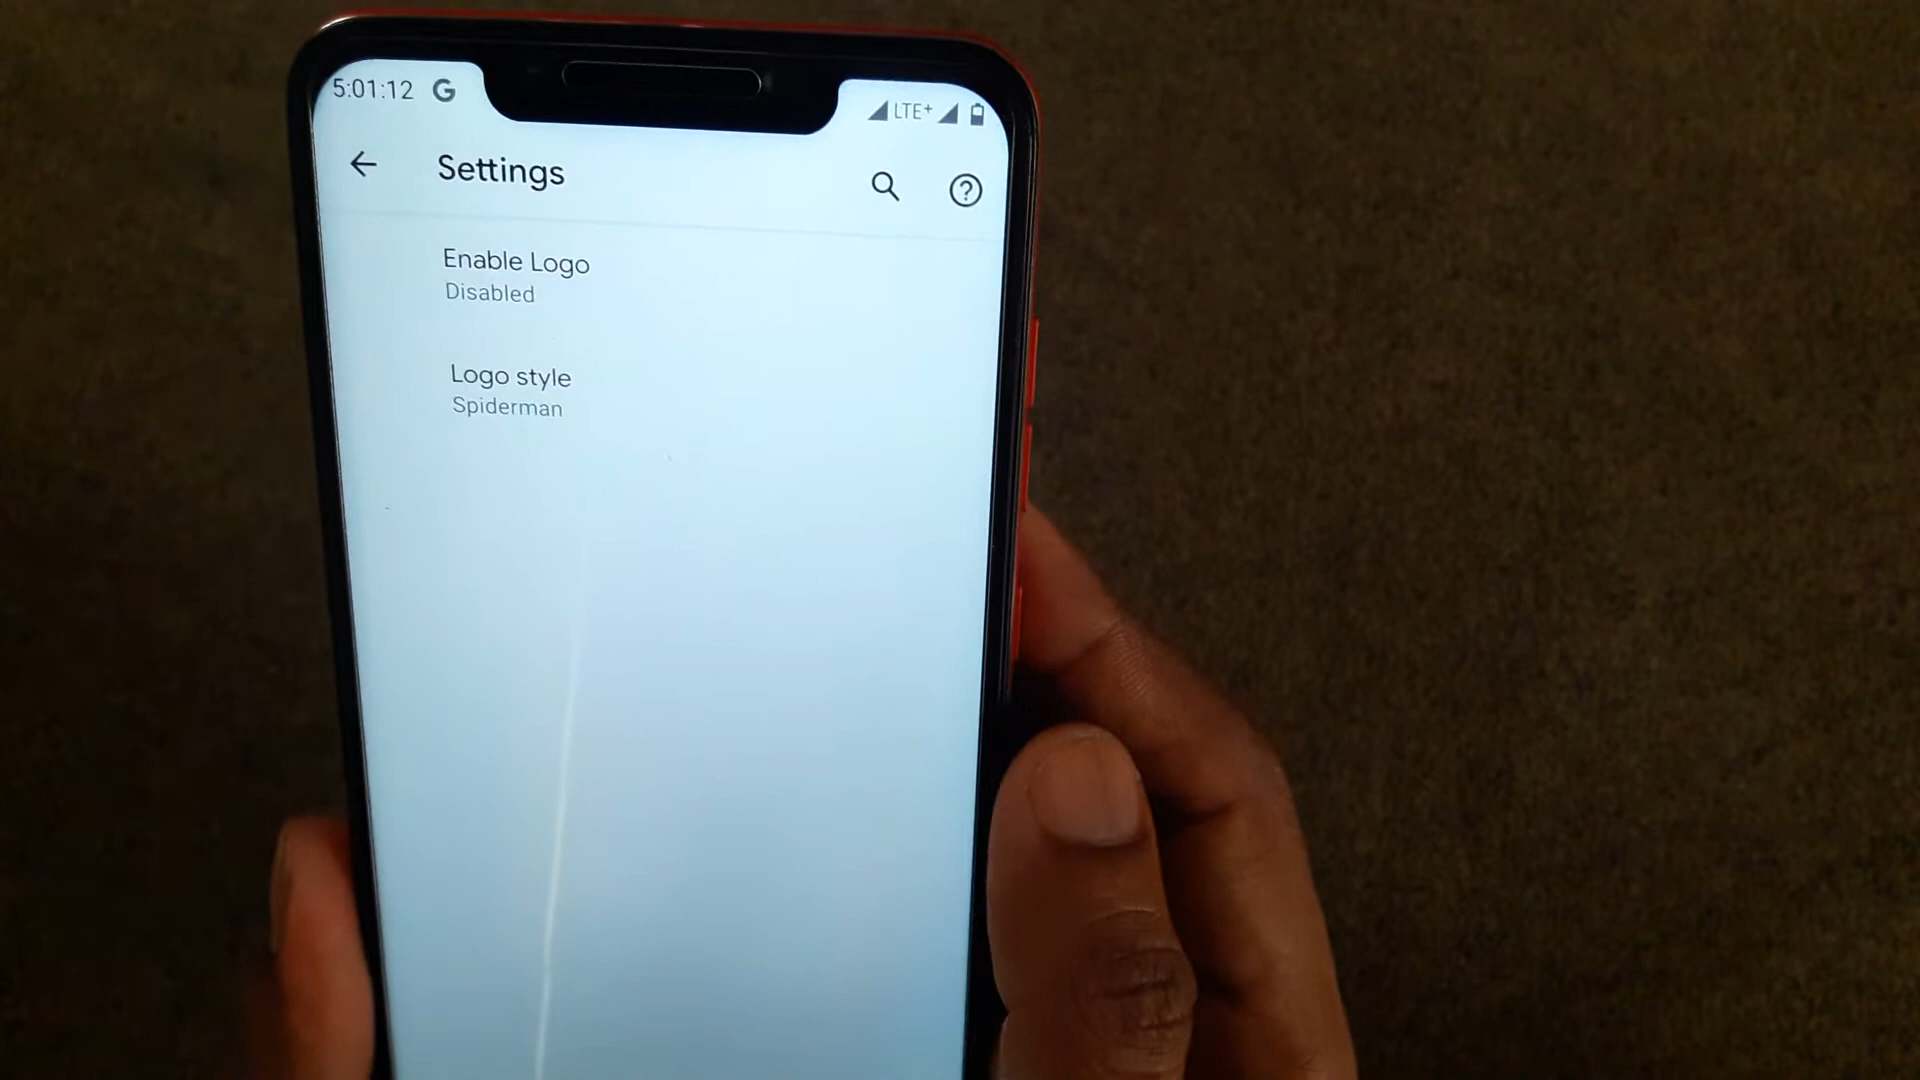 5:01:12 G
LTE+
Settings
Enable Logo
Disabled
Logo style
Spiderman